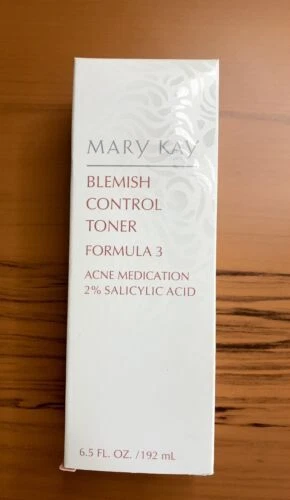 MARY KAY
BLEMISH
CONTROL
TONER
FORMULA 3
ACNE MEDICATION
2% SALICYLIC ACID
6.5 FL. OZ. /192 mL